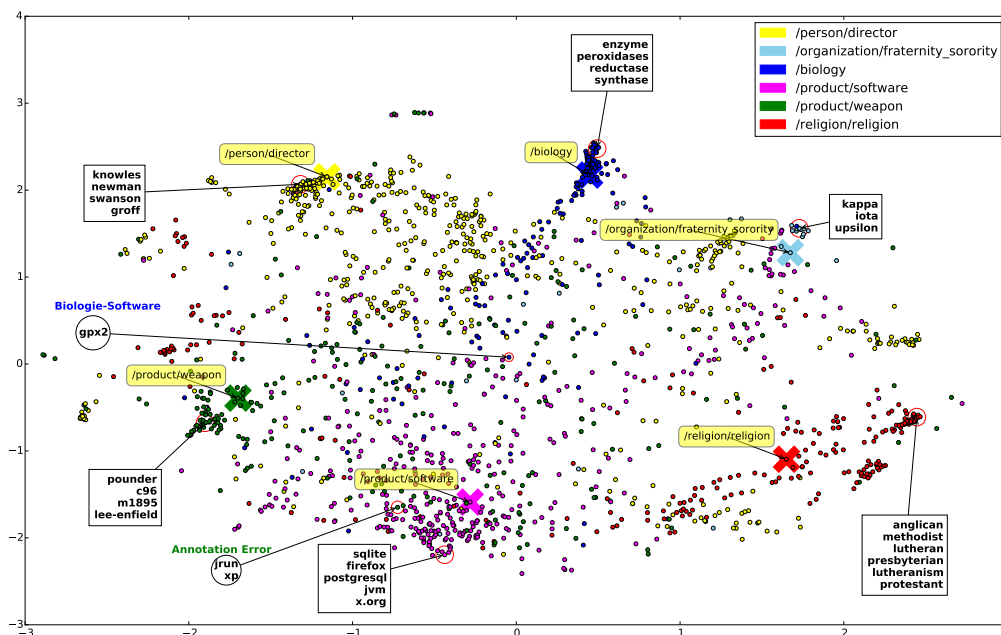 4
3
2
1
0
−1
−2
−3
-3
−2
−1
0
1
2
/person/director
/organization/fraternity_sorority
/biology
/product/software
/product/weapon
/religion/religion
enzyme
peroxidases
reductase
synthase
/person/director
/biology
knowles
newman
swanson
groff
kappa
iota
upsilon
/organization/fraternity_sorority
Biologie-Software
gpx2
/product/weapon
/religion/religion
/product/software
pounder
c96
m1895
lee-enfield
Annotation Error
jrun
xp
sqlite
firefox
postgresql
jvm
x.org
anglican
methodist
lutheran
presbyterian
lutheranism
protestant